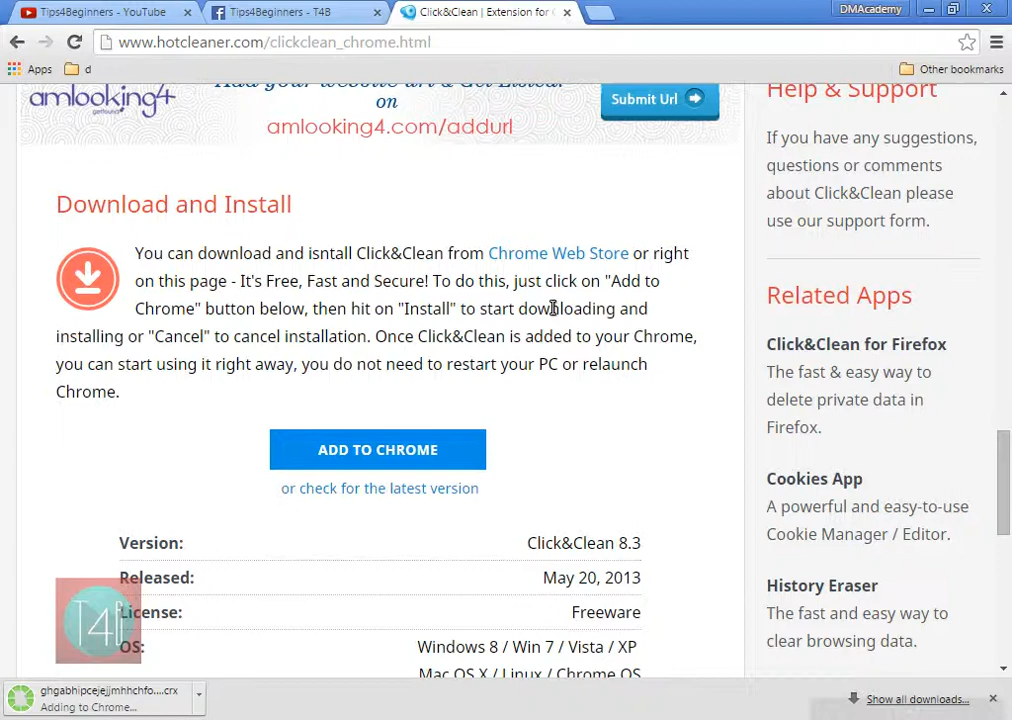 Tips4Beginners - YouTube
Tips4Beginners - T4B
Click&Clean | Extension for
DMAcademy
www.hotcleaner.com/clickclean_chrome.html
Apps
d
Other bookmarks
amlooking4
getfound
Add your website url & Get Listed!
on
amlooking4.com/addurl
Submit Url
Download and Install
You can download and isntall Click&Clean from Chrome Web Store or right
on this page - It's Free, Fast and Secure! To do this, just click on "Add to
Chrome" button below, then hit on "Install" to start downloading and
installing or "Cancel" to cancel installation. Once Click&Clean is added to your Chrome,
you can start using it right away, you do not need to restart your PC or relaunch
Chrome.
ADD TO CHROME
or check for the latest version
Version: Click&Clean 8.3
Released: May 20, 2013
License: Freeware
OS: Windows 8 / Win 7 / Vista / XP
Mac OS X / Linux / Chrome OS
Help & Support
If you have any suggestions,
questions or comments
about Click&Clean please
use our support form.
Related Apps
Click&Clean for Firefox
The fast & easy way to
delete private data in
Firefox.
Cookies App
A powerful and easy-to-use
Cookie Manager / Editor.
History Eraser
The fast and easy way to
clear browsing data.
T4B
ghgabhipcejejjmhhchfo....crx
Adding to Chrome...
Show all downloads...